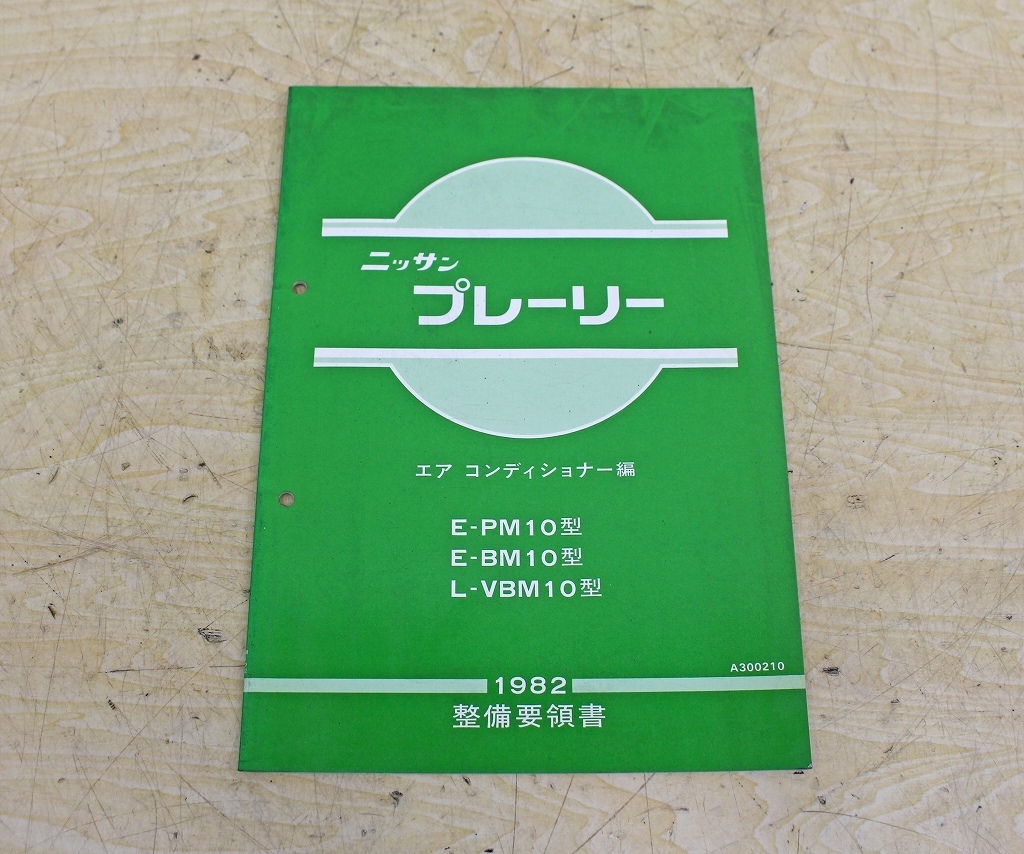 ニッサン
プレーリー
エア コンディショナー編
E-PM10型
E-BM10型
L-VBM10型
A300210
1982
整備要領書